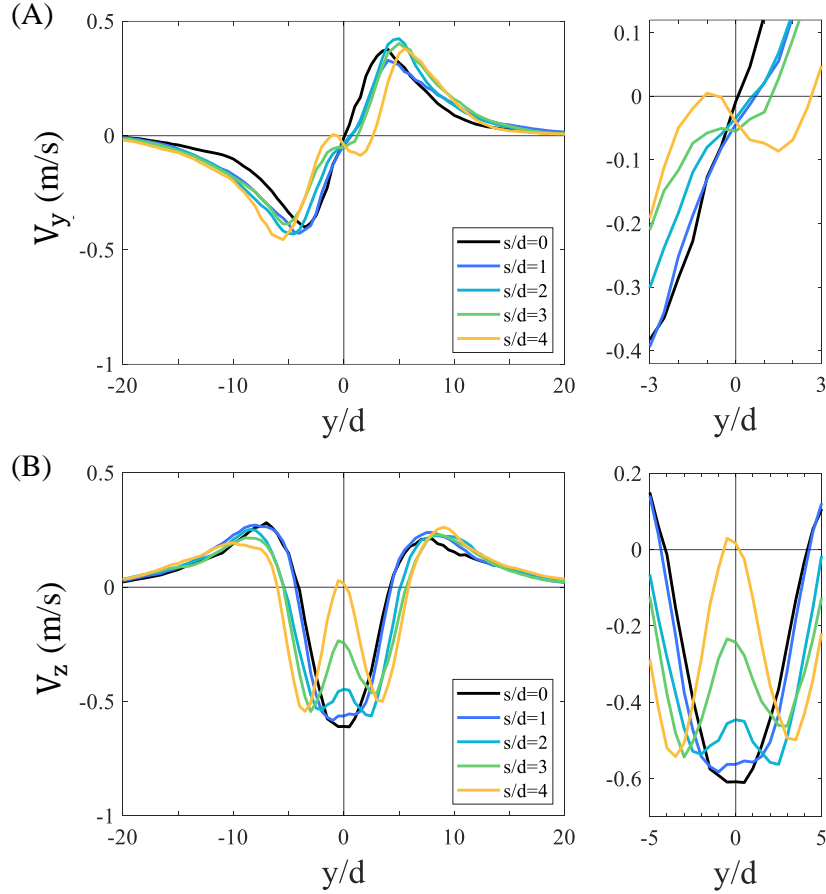 (A)
0.5
0
-0.5
-1
V_y (m/s)
-20
-10
0
10
20
y/d
s/d=0
s/d=1
s/d=2
s/d=3
s/d=4
0.1
0
-0.1
-0.2
-0.3
-0.4
-3
0
3
y/d
(B)
0.5
0
-0.5
-1
V_z (m/s)
-20
-10
0
10
20
y/d
s/d=0
s/d=1
s/d=2
s/d=3
s/d=4
0.2
0
-0.2
-0.4
-0.6
-5
0
5
y/d